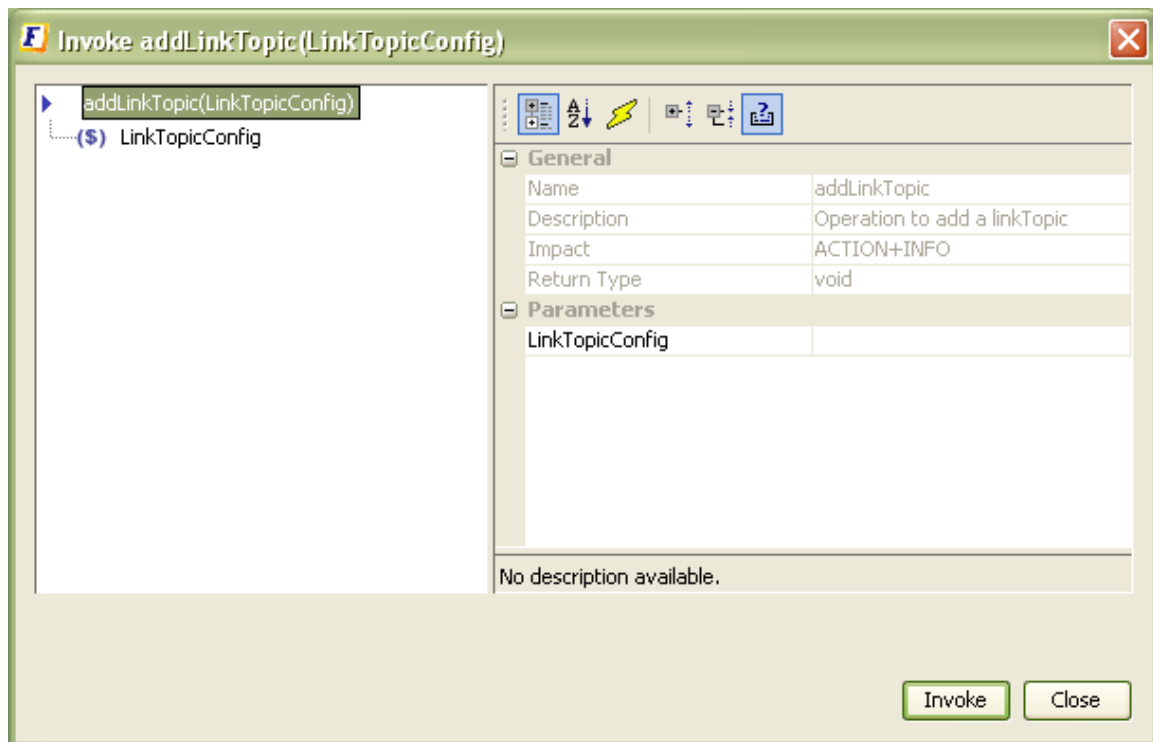 Invoke addLinkTopic(LinkTopicConfig)
addLinkTopic(LinkTopicConfig)
($) LinkTopicConfig
General
Name addLinkTopic
Description Operation to add a linkTopic
Impact ACTION+INFO
Return Type void
Parameters
LinkTopicConfig
No description available.
Invoke Close